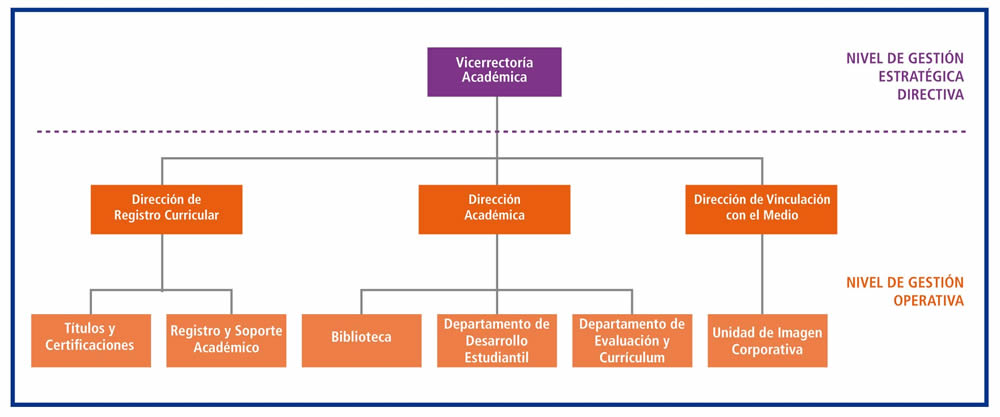 Vicerrectoría
Académica
NIVEL DE GESTIÓN
ESTRATÉGICA
DIRECTIVA
Dirección de
Registro Curricular
Dirección
Académica
Dirección de Vinculación
con el Medio
NIVEL DE GESTIÓN
OPERATIVA
Títulos y
Certificaciones
Registro y Soporte
Académico
Biblioteca
Departamento de
Desarrollo
Estudiantil
Departamento de
Evaluación y
Currículum
Unidad de Imagen
Corporativa